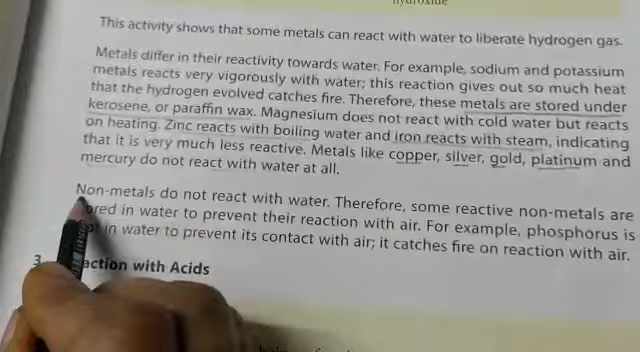 This activity shows that some metals can react with water to liberate hydrogen gas.
Metals differ in their reactivity towards water. For example, sodium and potassium
metals reacts very vigorously with water; this reaction gives out so much heat
that the hydrogen evolved catches fire. Therefore, these metals are stored under
kerosene, or paraffin wax. Magnesium does not react with cold water but reacts
on heating. Zinc reacts with boiling water and iron reacts with steam, indicating
that it is very much less reactive. Metals like copper, silver, gold, platinum and
mercury do not react with water at all.
Non-metals do not react with water. Therefore, some reactive non-metals are
in water to prevent their reaction with air. For example, phosphorus is
in water to prevent its contact with air; it catches fire on reaction with air.
3 with Acids